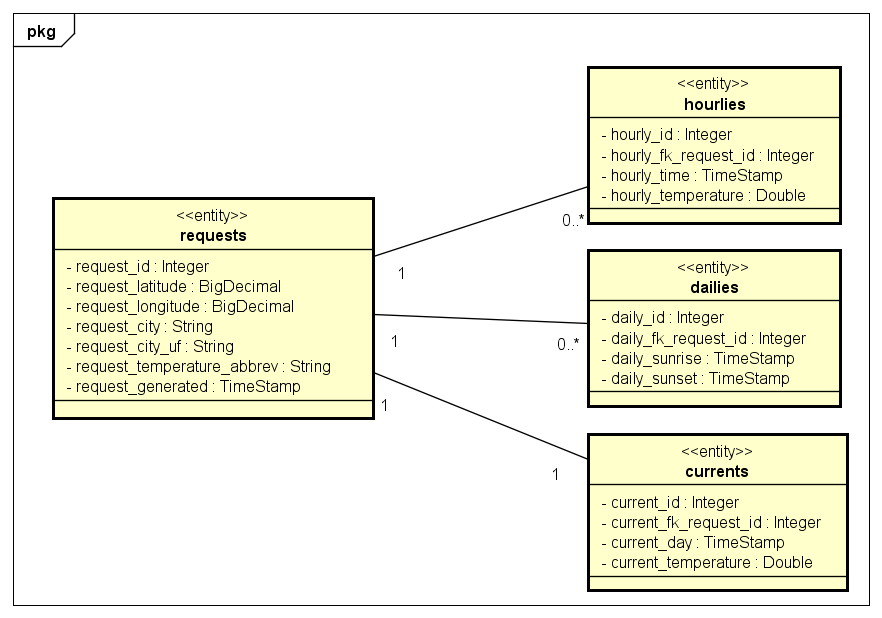 pkg
<<entity>>
requests
- request_id : Integer
- request_latitude : BigDecimal
- request_longitude : BigDecimal
- request_city : String
- request_city_uf : String
- request_temperature_abbrev : String
- request_generated : TimeStamp
1
0..*
1
0..*
1
1
<<entity>>
hourlies
- hourly_id : Integer
- hourly_fk_request_id : Integer
- hourly_time : TimeStamp
- hourly_temperature : Double
<<entity>>
dailies
- daily_id : Integer
- daily_fk_request_id : Integer
- daily_sunrise : TimeStamp
- daily_sunset : TimeStamp
<<entity>>
currents
- current_id : Integer
- current_fk_request_id : Integer
- current_day : TimeStamp
- current_temperature : Double